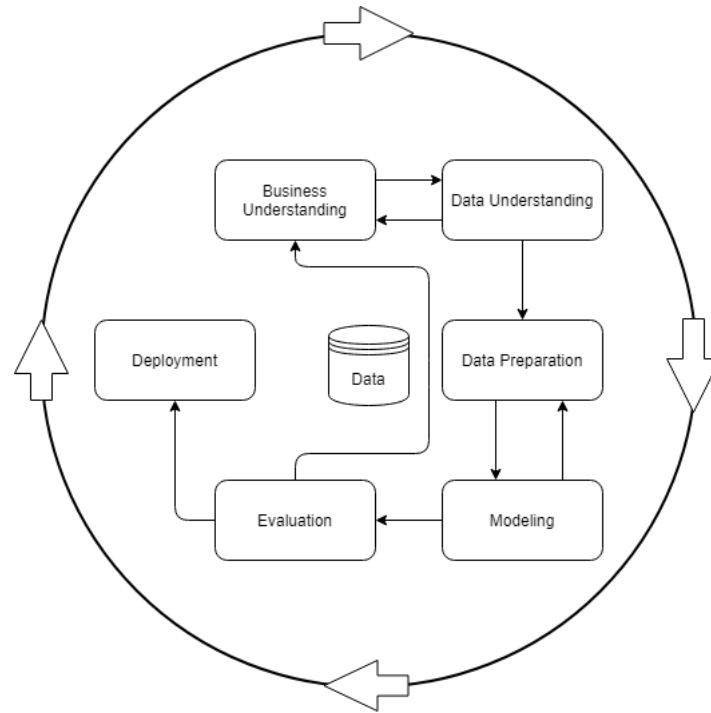 Business
Understanding
Data Understanding
Deployment
Data
Data Preparation
Evaluation
Modeling